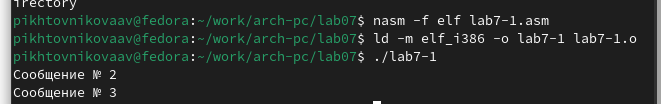 irectory
pikhtovnikovaav@fedora:~/work/arch-pc/lab07$ nasm -f elf lab7-1.asm
pikhtovnikovaav@fedora:~/work/arch-pc/lab07$ ld -m elf_i386 -o lab7-1 lab7-1.o
pikhtovnikovaav@fedora:~/work/arch-pc/lab07$ ./lab7-1
Сообщение № 2
Сообщение № 3